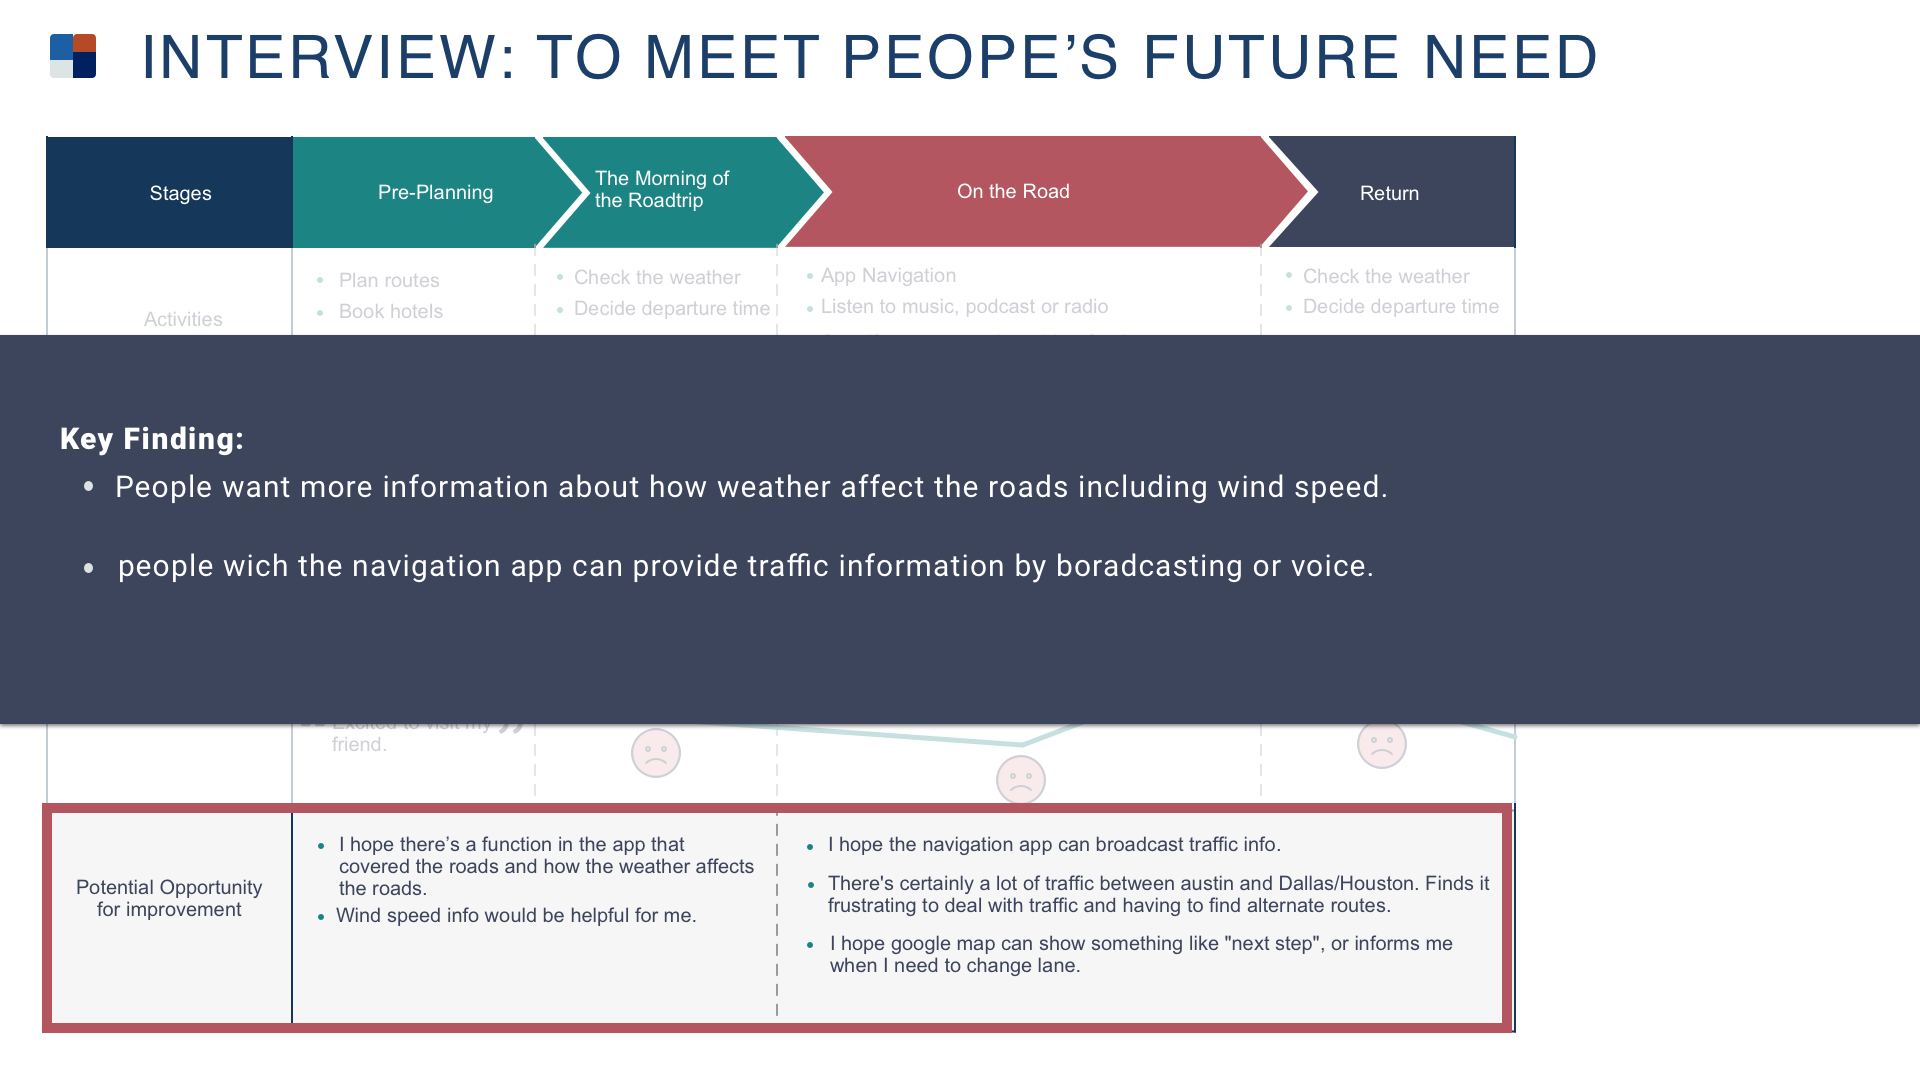 INTERVIEW: TO MEET PEOPE’S FUTURE NEED
Stages
Pre-Planning
The Morning of
the Roadtrip
On the Road
Return
Activities
• Plan routes
• Book hotels
• Check the weather
• Decide departure time
• App Navigation
• Listen to music, podcast or radio
• Check the weather
• Decide departure time
Key Finding:
• People want more information about how weather affect the roads including wind speed.
• people wich the navigation app can provide traffic information by boradcasting or voice.
Excited to visit my ”
friend.
Potential Opportunity
for improvement
• I hope there’s a function in the app that
covered the roads and how the weather affects
the roads.
• Wind speed info would be helpful for me.
• I hope the navigation app can broadcast traffic info.
• There's certainly a lot of traffic between austin and Dallas/Houston. Finds it
frustrating to deal with traffic and having to find alternate routes.
• I hope google map can show something like "next step", or informs me
when I need to change lane.